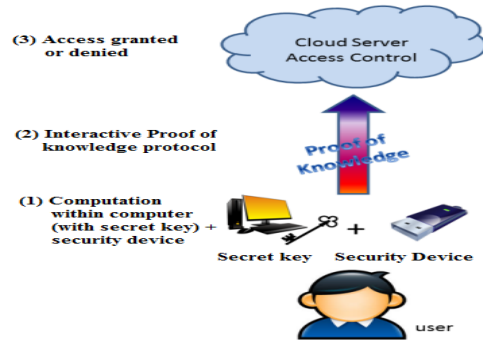 (3) Access granted
or denied
Cloud Server
Access Control
(2) Interactive Proof of
knowledge protocol
Proof of
Knowledge
(1) Computation
within computer
(with secret key) +
security device
+
Secret key
Security Device
user